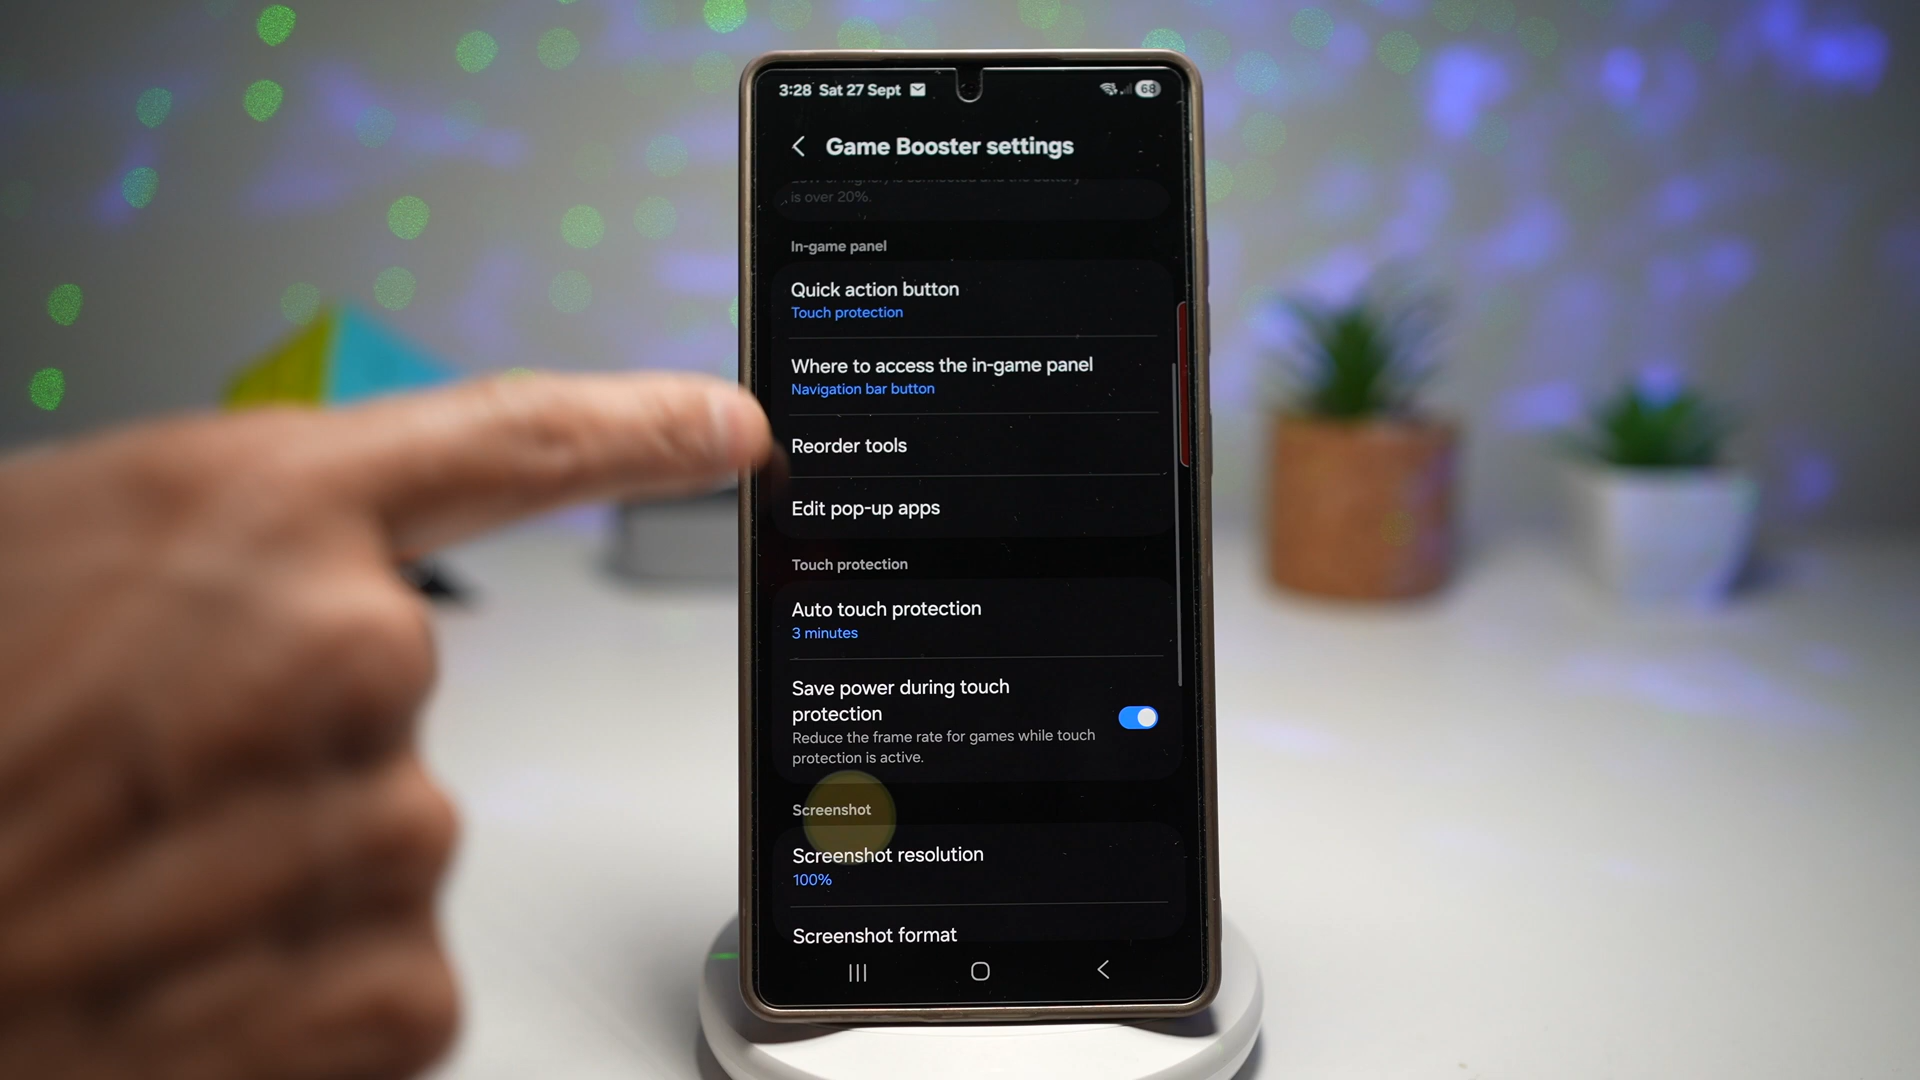 3:28 Sat 27 Sept
68
Game Booster settings
is over 20%.
In-game panel
Quick action button
Touch protection
Where to access the in-game panel
Navigation bar button
Reorder tools
Edit pop-up apps
Touch protection
Auto touch protection
3 minutes
Save power during touch
protection
Reduce the frame rate for games while touch
protection is active.
Screenshot
Screenshot resolution
100%
Screenshot format